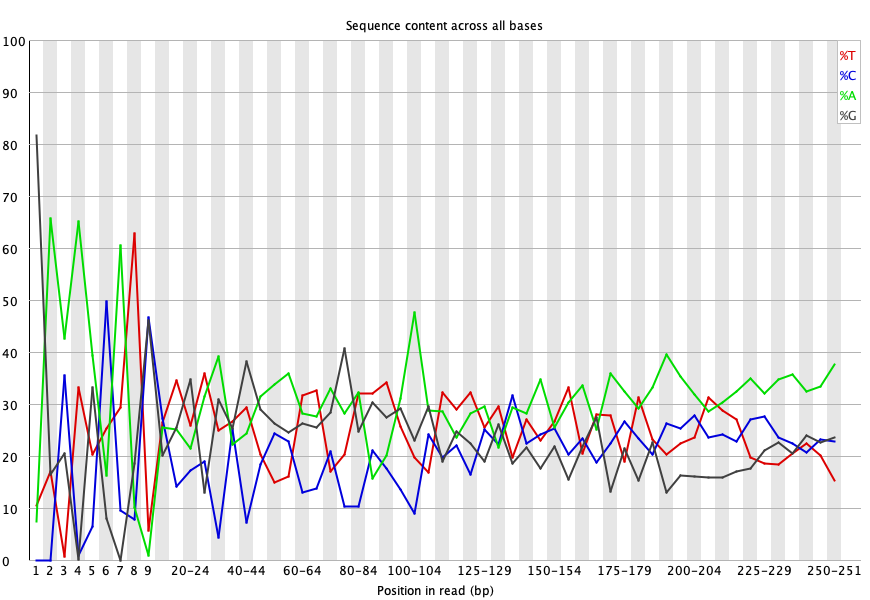 Sequence content across all bases
100
90
80
70
60
50
40
30
20
10
0
%T
%C
%A
%G
1 2 3 4 5 6 7 8 9 20-24 40-44 60-64 80-84 100-104 125-129 150-154 175-179 200-204 225-229 250-251
Position in read (bp)